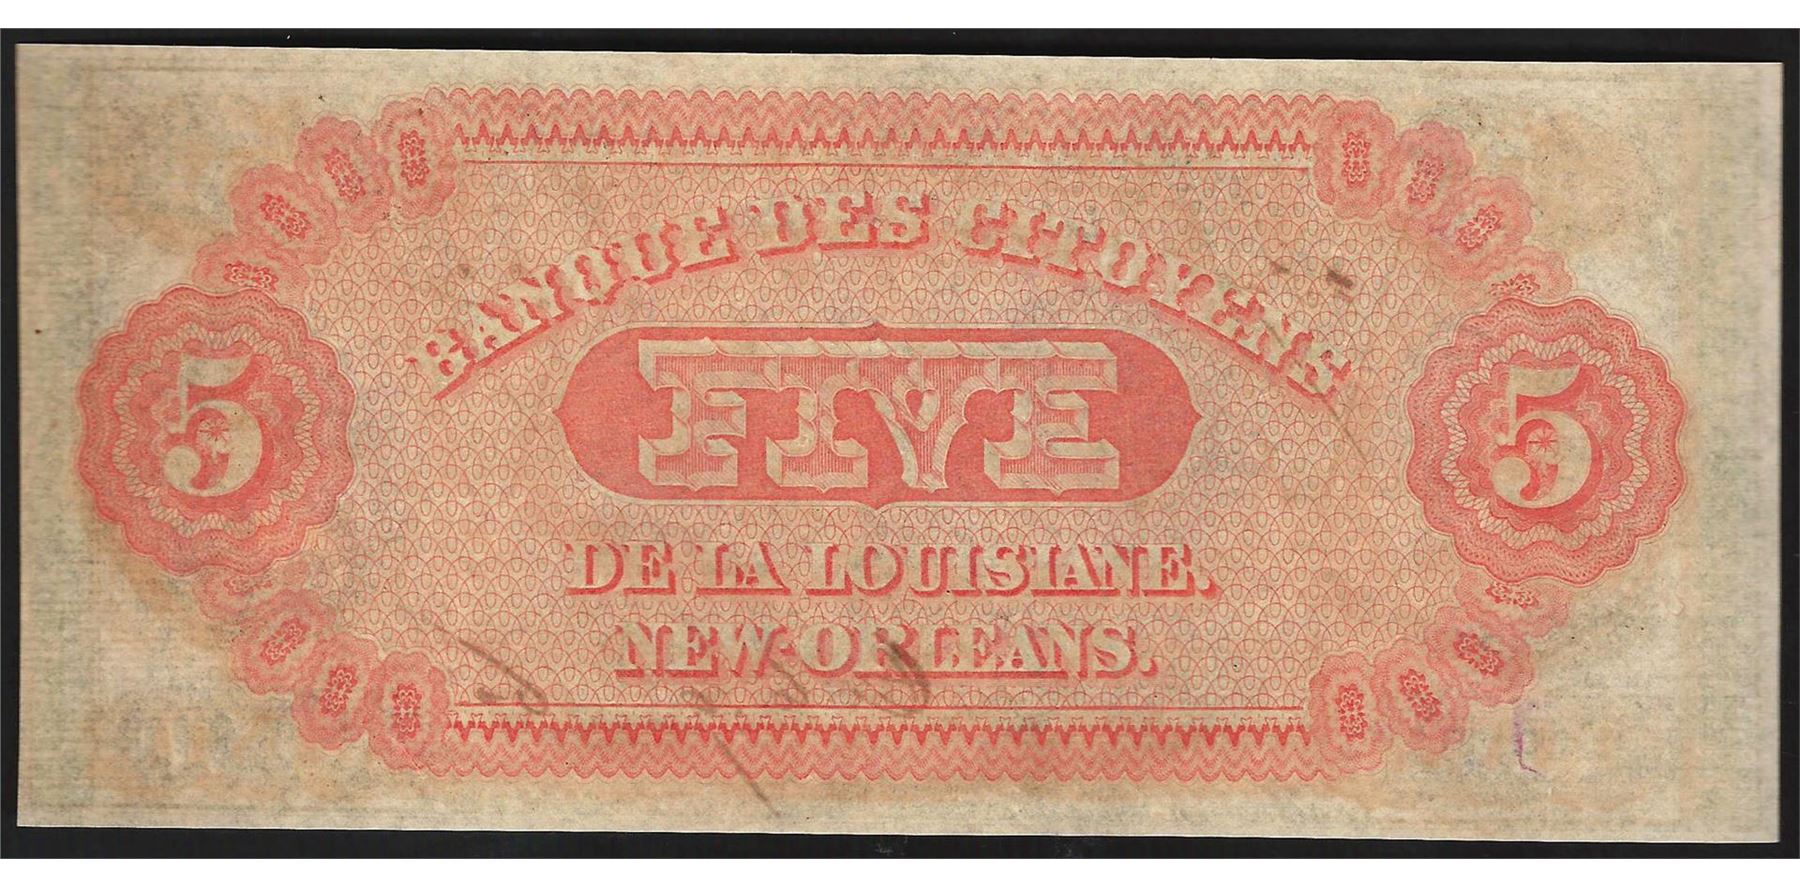 BANQUE DES CITOYENS
5 FIVE 5
DE LA LOUISIANE.
NEW-ORLEANS.